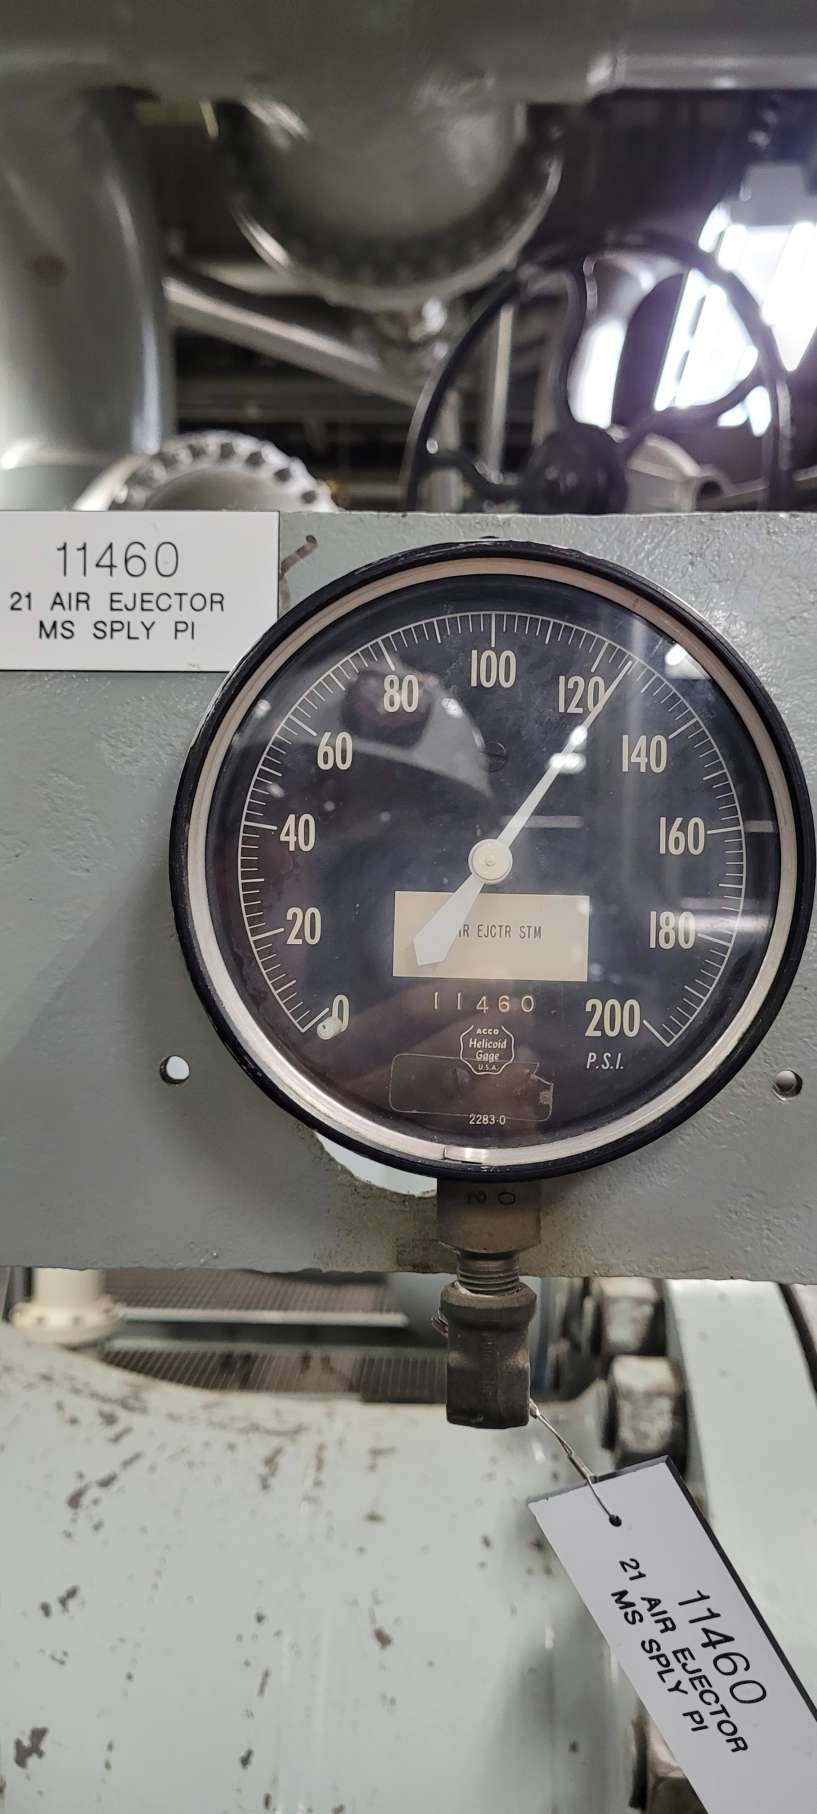 11460
21 AIR EJECTOR
MS SPLY PI
100
80
120
60
140
40
160
20
180
EJCTR STM
0
11460
200
ACCO
Helicoid
Gage
U.S.A.
P.S.I.
2283-0
20
11460
21 AIR EJECTOR
MS SPLY PI